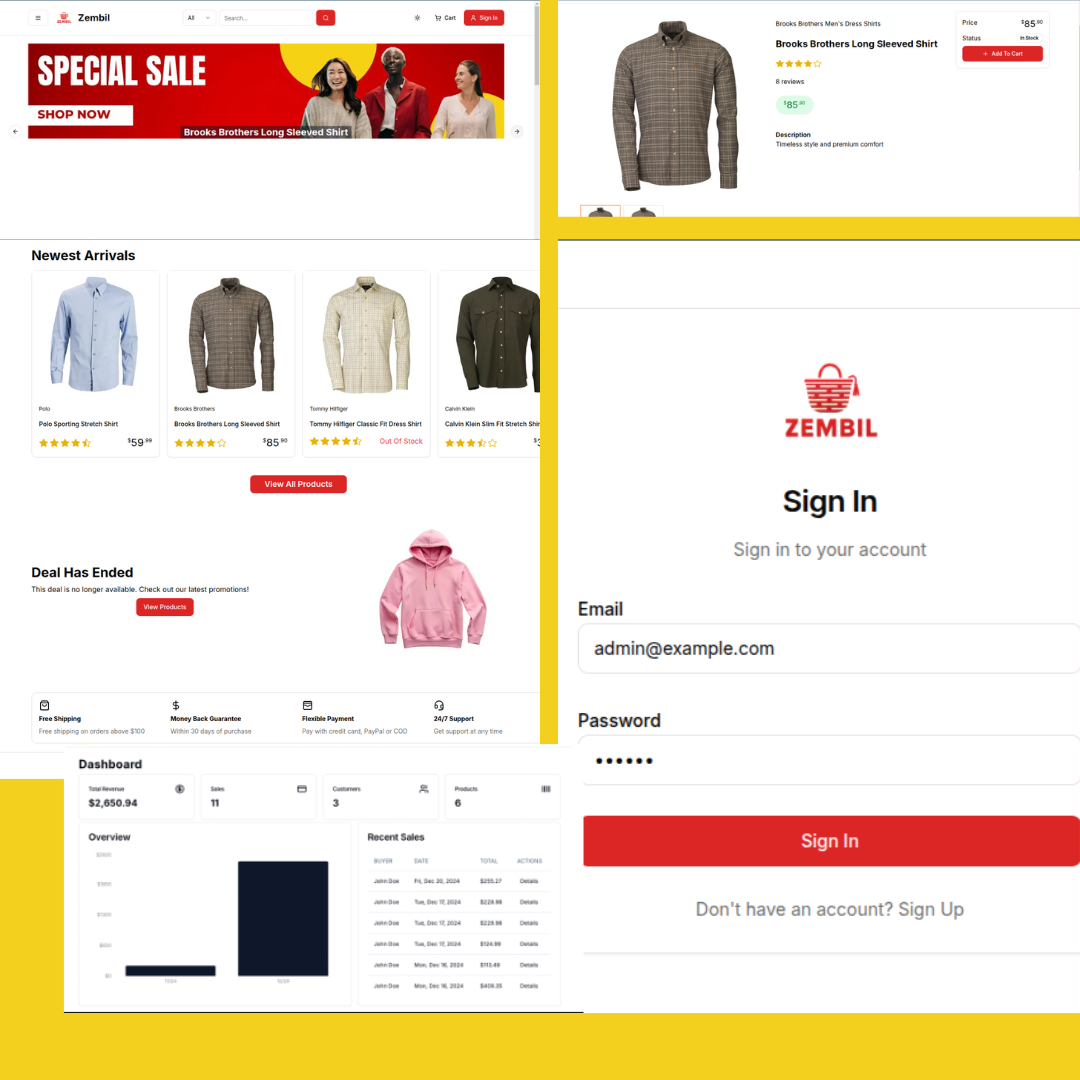 ZEMBIL
Zembil
All
Search...
Cart
Sign In
SPECIAL SALE
SHOP NOW
Brooks Brothers Long Sleeved Shirt
Brooks Brothers Men's Dress Shirts
Brooks Brothers Long Sleeved Shirt
8 reviews
$85.90
Description
Timeless style and premium comfort
Price $85.90
Status In Stock
Add To Cart
Newest Arrivals
Polo
Polo Sporting Stretch Shirt
$59.99
Brooks Brothers
Brooks Brothers Long Sleeved Shirt
$85.90
Tommy Hilfiger
Tommy Hilfiger Classic Fit Dress Shirt
Out Of Stock
Calvin Klein
Calvin Klein Slim Fit Stretch Shir
View All Products
Deal Has Ended
This deal is no longer available. Check out our latest promotions!
View Products
Free Shipping
Free shipping on orders above $100
Money Back Guarantee
Within 30 days of purchase
Flexible Payment
Pay with credit card, PayPal or COD
24/7 Support
Get support at any time
ZEMBIL
Sign In
Sign in to your account
Email
admin@example.com
Password
Sign In
Don't have an account? Sign Up
Dashboard
Total Revenue
$2,650.94
Sales
11
Customers
3
Products
6
Overview
$0
Recent Sales
BUYER DATE TOTAL ACTIONS
John Doe Fri, Dec 20, 2024 $255.27 Details
John Doe Tue, Dec 17, 2024 $229.98 Details
John Doe Tue, Dec 17, 2024 $229.98 Details
John Doe Tue, Dec 17, 2024 $124.99 Details
John Doe Mon, Dec 16, 2024 $113.49 Details
John Doe Mon, Dec 16, 2024 $408.35 Details